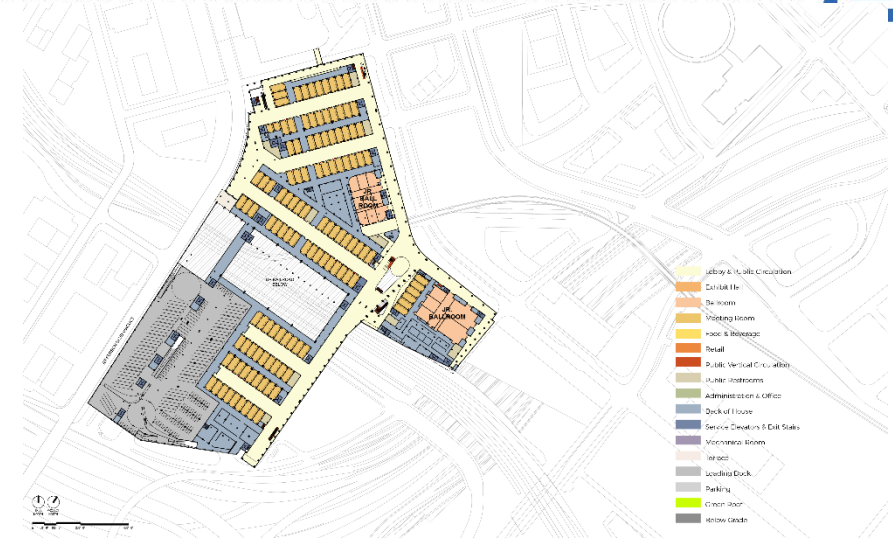 JR.
BALL
ROOM
JR.
BALLROOM
Lobby & Public Circulation
Exhibit Hall
Ballroom
Meeting Room
Food & Beverage
Retail
Public Vertical Circulation
Public Restrooms
Administration & Office
Back of House
Service Elevators & Exit Stairs
Mechanical Room
Terrace
Loading Dock
Parking
Green Roof
Below Grade